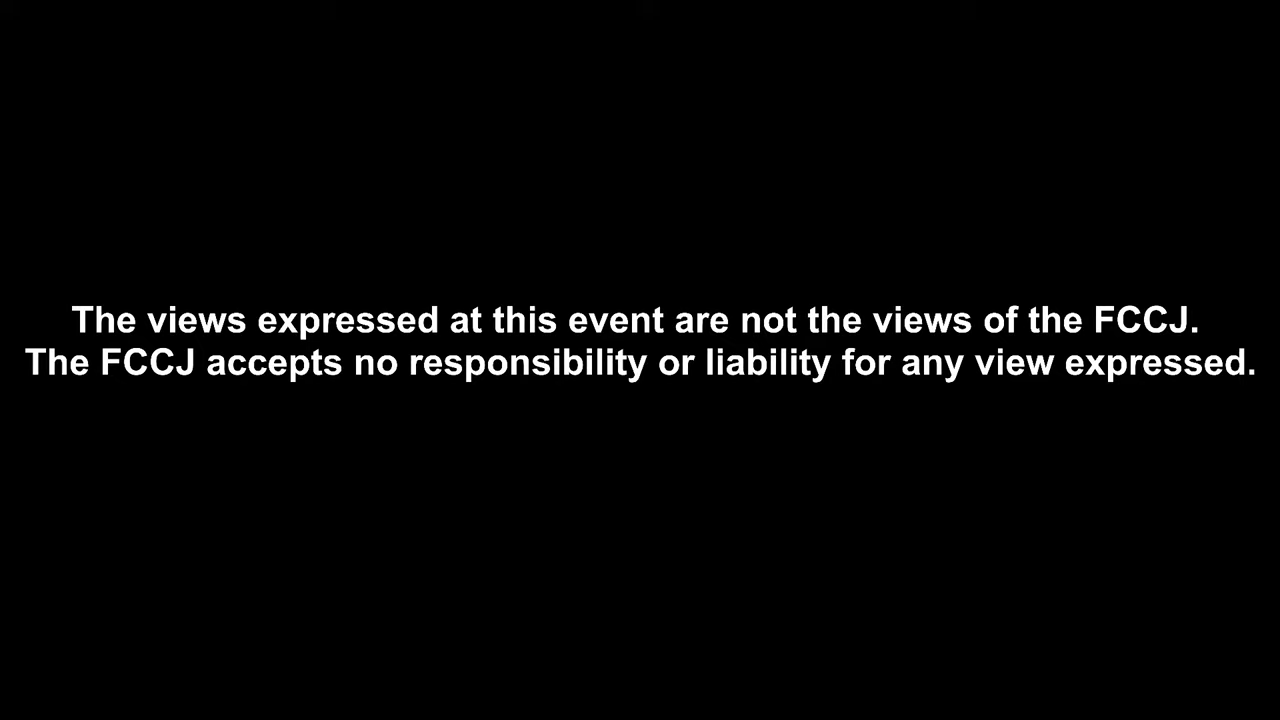 The views expressed at this event are not the views of the FCCJ.
The FCCJ accepts no responsibility or liability for any view expressed.